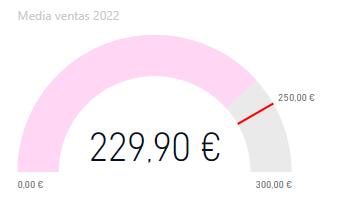 Media ventas 2022
250,00 €
229,90 €
0,00 €
300,00 €